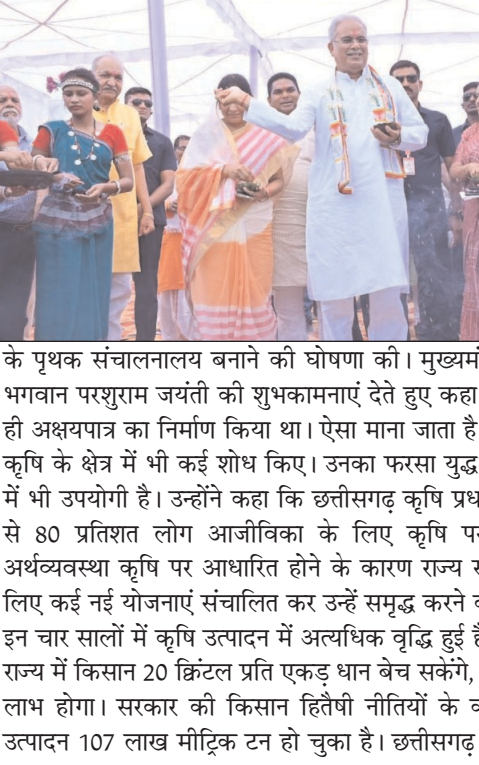 के पृथक संचालनालय बनाने की घोषणा की। मुख्यमं
भगवान परशुराम जयंती की शुभकामनाएं देते हुए कहा
ही अक्षयपात्र का निर्माण किया था। ऐसा माना जाता है
कृषि के क्षेत्र में भी कई शोध किए। उनका फरसा युद्ध
में भी उपयोगी है। उन्होंने कहा कि छत्तीसगढ़ कृषि प्रध
से 80 प्रतिशत लोग आजीविका के लिए कृषि पर
अर्थव्यवस्था कृषि पर आधारित होने के कारण राज्य स
लिए कई नई योजनाएं संचालित कर उन्हें समृद्ध करने व
इन चार सालों में कृषि उत्पादन में अत्यधिक वृद्धि हुई है
राज्य में किसान 20 क्विंटल प्रति एकड़ धान बेच सकेंगे,
लाभ होगा। सरकार की किसान हितैषी नीतियों के व
उत्पादन 107 लाख मीट्रिक टन हो चुका है। छत्तीसगढ़